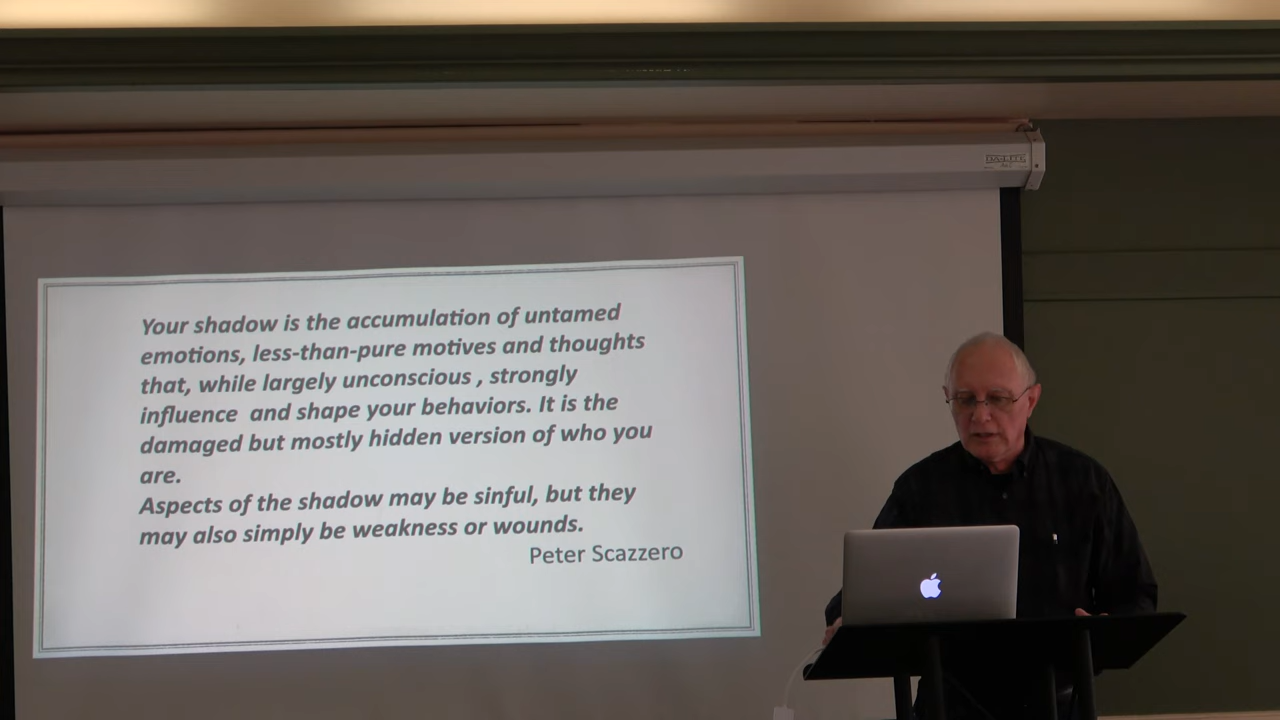 DA-LITE
Your shadow is the accumulation of untamed
emotions, less-than-pure motives and thoughts
that, while largely unconscious , strongly
influence  and shape your behaviors. It is the
damaged but mostly hidden version of who you
are.
Aspects of the shadow may be sinful, but they
may also simply be weakness or wounds.
Peter Scazzero